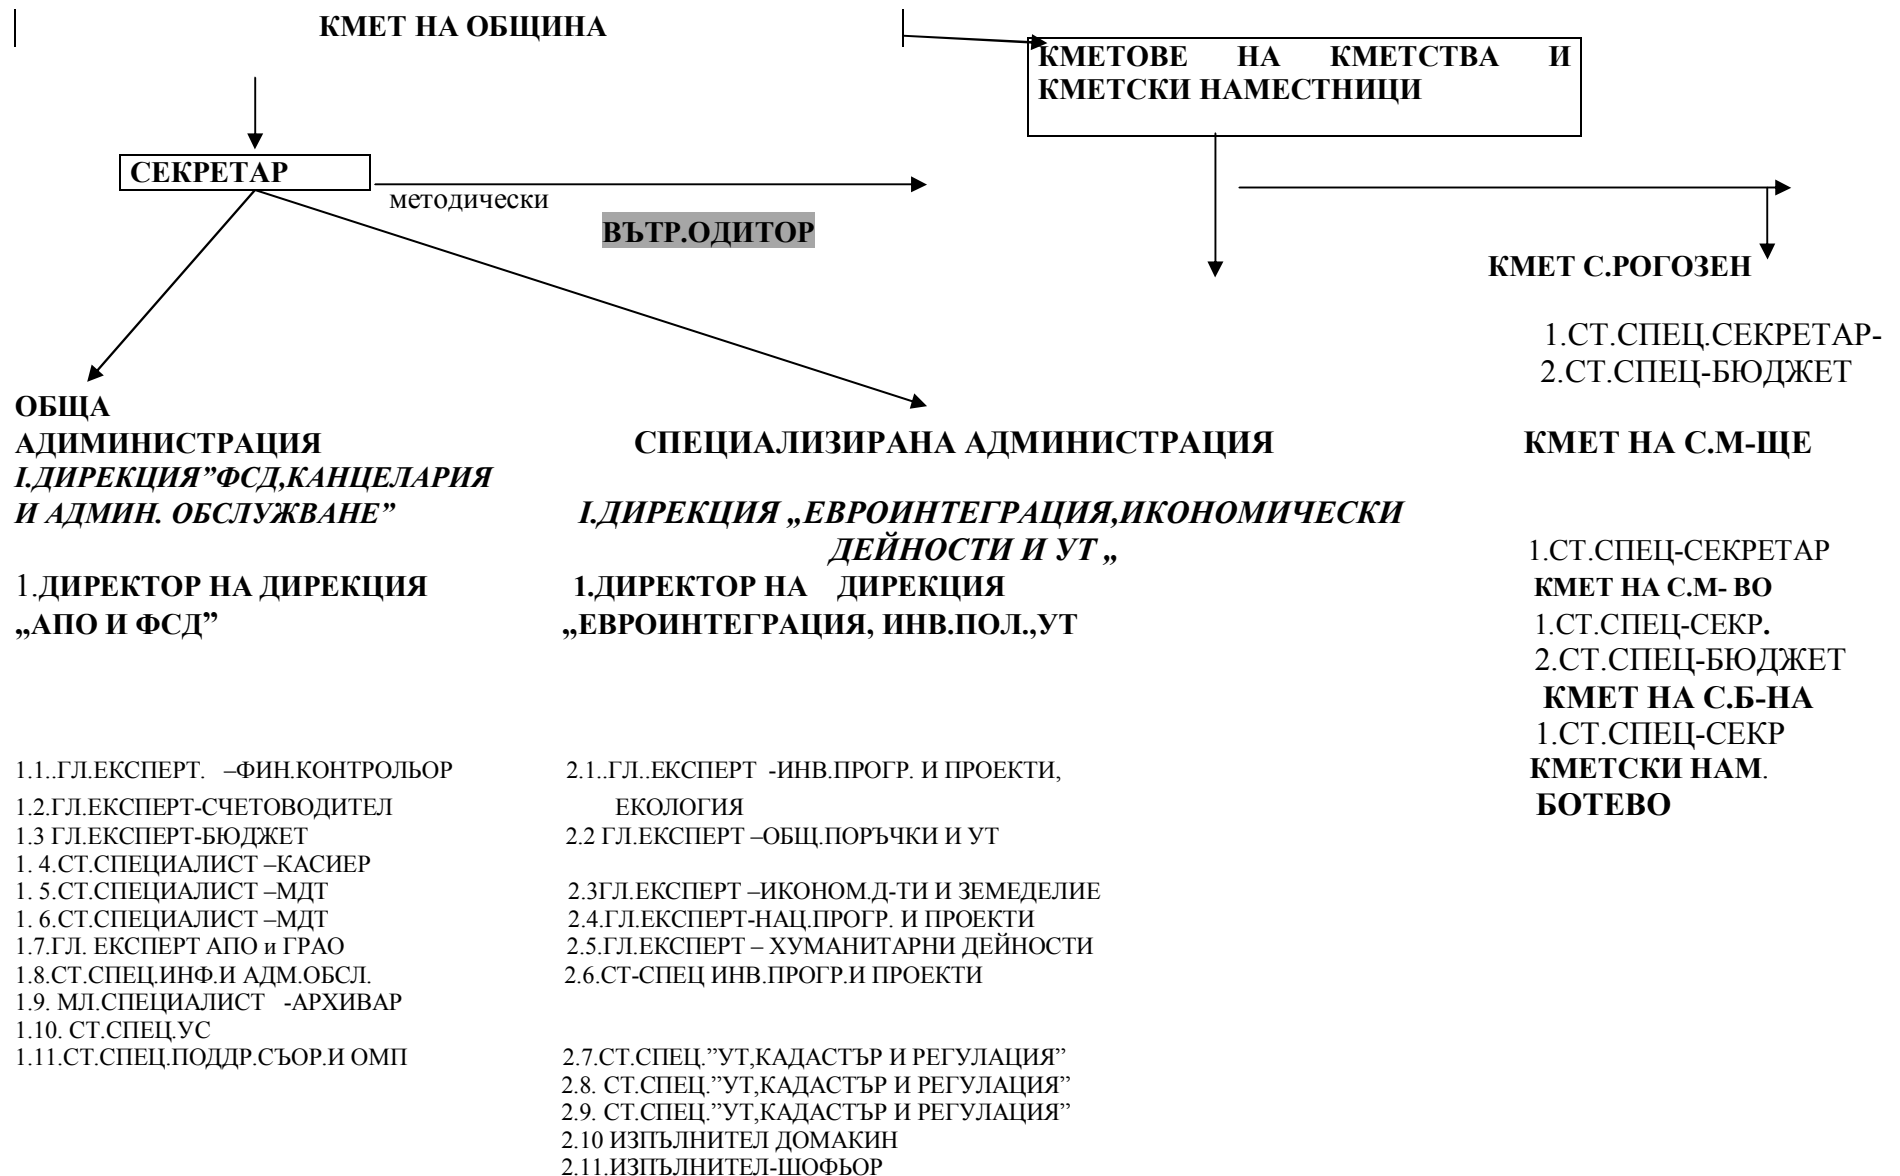 КМЕТ НА ОБЩИНА
КМЕТОВЕ НА КМЕТСТВА И
КМЕТСКИ НАМЕСТНИЦИ
СЕКРЕТАР
методически
ВЪТР.ОДИТОР
ОБЩА
АДИМИНИСТРАЦИЯ
I.ДИРЕКЦИЯ”ФСД,КАНЦЕЛАРИЯ
И АДМИН. ОБСЛУЖВАНЕ”
1.ДИРЕКТОР НА ДИРЕКЦИЯ
„АПО И ФСД”
1.1..ГЛ.ЕКСПЕРТ. –ФИН.КОНТРОЛЬОР
1.2.ГЛ.ЕКСПЕРТ-СЧЕТОВОДИТЕЛ
1.3 ГЛ.ЕКСПЕРТ-БЮДЖЕТ
1. 4.СТ.СПЕЦИАЛИСТ –КАСИЕР
1. 5.СТ.СПЕЦИАЛИСТ –МДТ
1. 6.СТ.СПЕЦИАЛИСТ –МДТ
1.7.ГЛ. ЕКСПЕРТ АПО и ГРАО
1.8.СТ.СПЕЦ.ИНФ.И АДМ.ОБСЛ.
1.9. МЛ.СПЕЦИАЛИСТ -АРХИВАР
1.10. СТ.СПЕЦ.УС
1.11.СТ.СПЕЦ.ПОДДР.СЪОР.И ОМП
СПЕЦИАЛИЗИРАНА АДМИНИСТРАЦИЯ
I.ДИРЕКЦИЯ „ЕВРОИНТЕГРАЦИЯ,ИКОНОМИЧЕСКИ
ДЕЙНОСТИ И УТ „
1.ДИРЕКТОР НА ДИРЕКЦИЯ
„ЕВРОИНТЕГРАЦИЯ, ИНВ.ПОЛ.,УТ
2.1..ГЛ..ЕКСПЕРТ -ИНВ.ПРОГР. И ПРОЕКТИ,
ЕКОЛОГИЯ
2.2 ГЛ.ЕКСПЕРТ –ОБЩ.ПОРЪЧКИ И УТ
2.3ГЛ.ЕКСПЕРТ –ИКОНОМ.Д-ТИ И ЗЕМЕДЕЛИЕ
2.4.ГЛ.ЕКСПЕРТ-НАЦ.ПРОГР. И ПРОЕКТИ
2.5.ГЛ.ЕКСПЕРТ – ХУМАНИТАРНИ ДЕЙНОСТИ
2.6.СТ-СПЕЦ ИНВ.ПРОГР.И ПРОЕКТИ
2.7.СТ.СПЕЦ.”УТ,КАДАСТЪР И РЕГУЛАЦИЯ”
2.8. СТ.СПЕЦ.”УТ,КАДАСТЪР И РЕГУЛАЦИЯ”
2.9. СТ.СПЕЦ.”УТ,КАДАСТЪР И РЕГУЛАЦИЯ”
2.10 ИЗПЪЛНИТЕЛ ДОМАКИН
2.11.ИЗПЪЛНИТЕЛ-ШОФЬОР
КМЕТ С.РОГОЗЕН
1.СТ.СПЕЦ.СЕКРЕТАР-
2.СТ.СПЕЦ-БЮДЖЕТ
КМЕТ НА С.М-ЩЕ
1.СТ.СПЕЦ-СЕКРЕТАР
КМЕТ НА С.М- ВО
1.СТ.СПЕЦ-СЕКР.
2.СТ.СПЕЦ-БЮДЖЕТ
КМЕТ НА С.Б-НА
1.СТ.СПЕЦ-СЕКР
КМЕТСКИ НАМ.
БОТЕВО